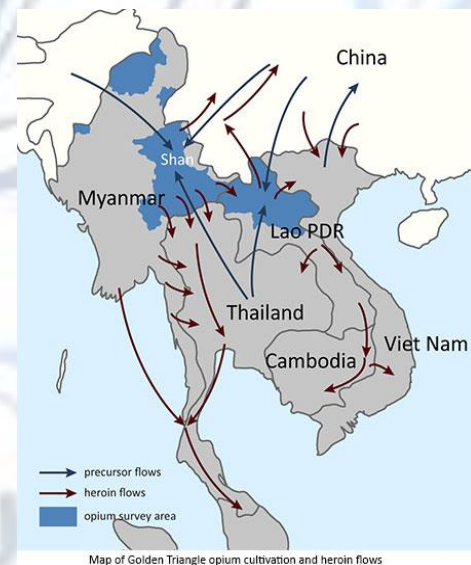 China
Shan
Myanmar
Lao PDR
Thailand
Viet Nam
Cambodia
precursor flows
heroin flows
opium survey area
Map of Golden Triangle opium cultivation and heroin flows